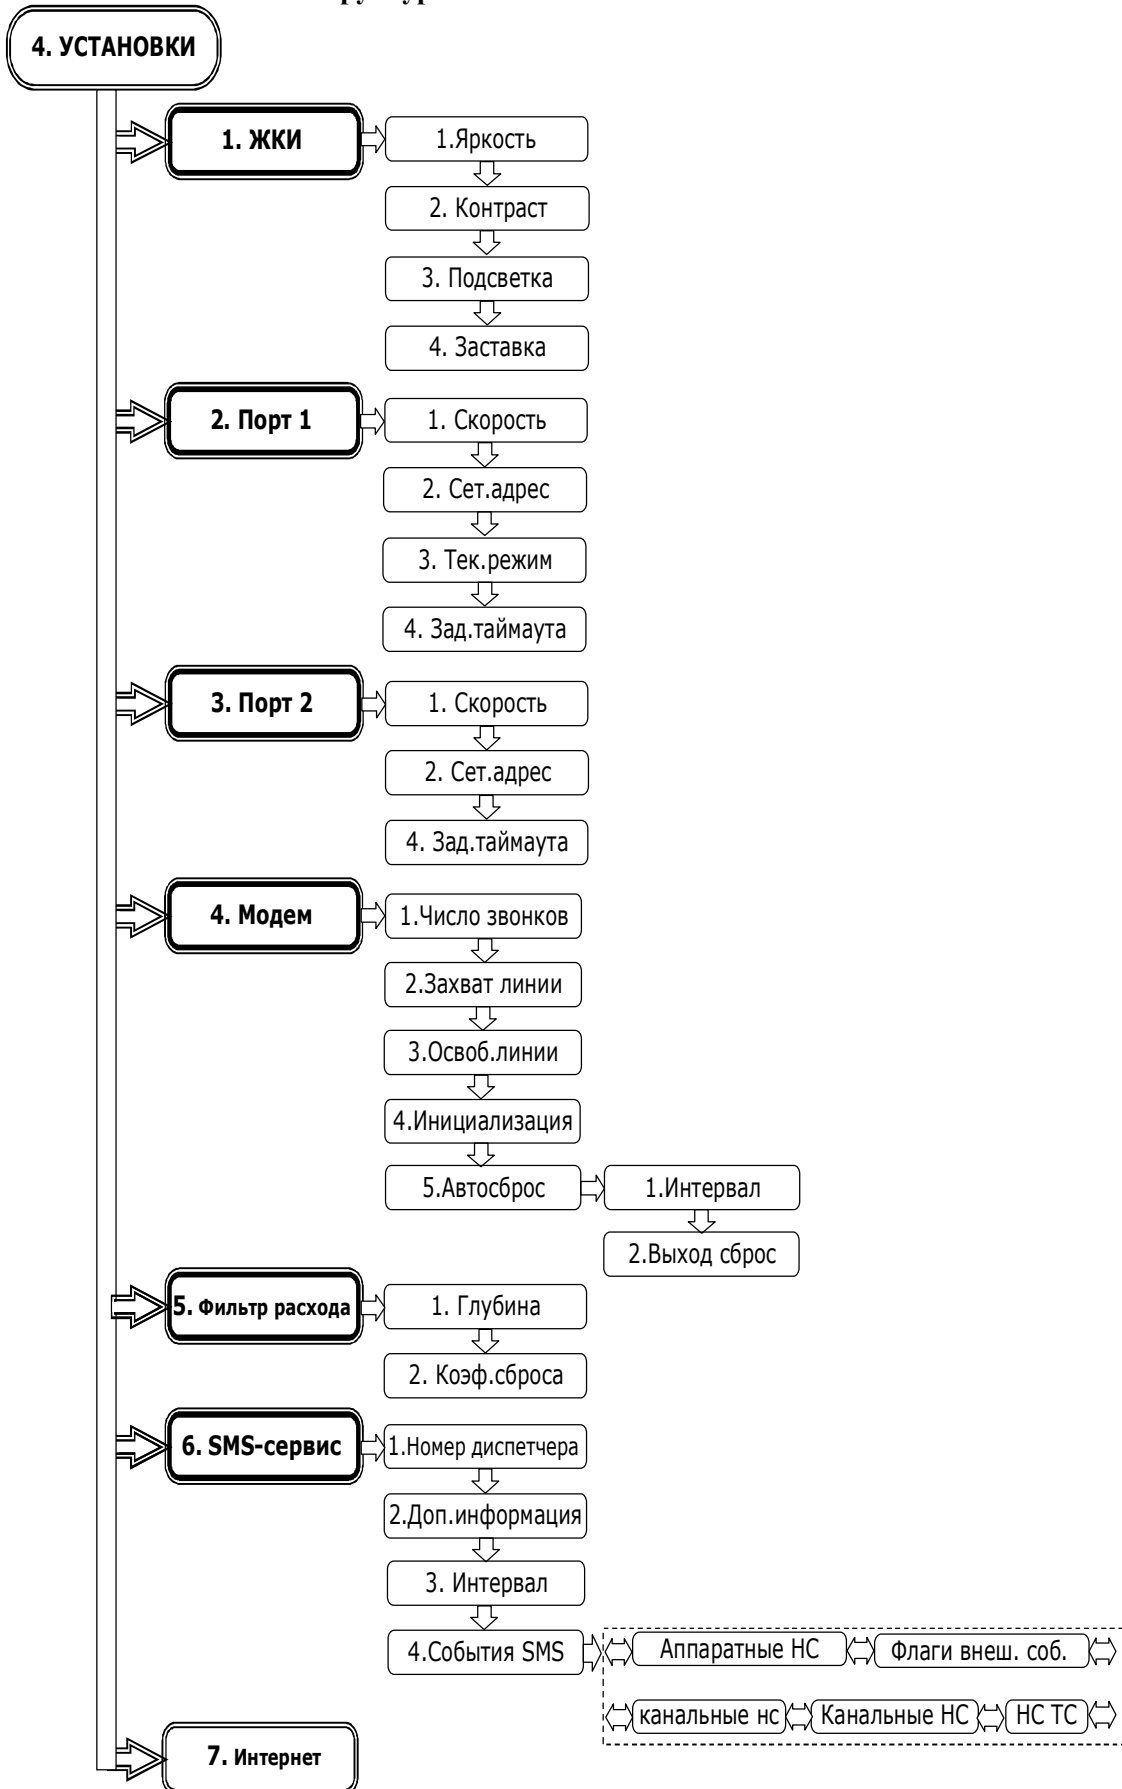 4. УСТАНОВКИ
1. ЖКИ
1.Яркость
2. Контраст
3. Подсветка
4. Заставка
2. Порт 1
1. Скорость
2. Сет.адрес
3. Тек.режим
4. Зад.таймаута
3. Порт 2
1. Скорость
2. Сет.адрес
4. Зад.таймаута
4. Модем
1.Число звонков
2.Захват линии
3.Освоб.линии
4.Инициализация
5.Автосброс
1.Интервал
2.Выход сброс
5. Фильтр расхода
1. Глубина
2. Коэф.сброса
6. SMS-сервис
1.Номер диспетчера
2.Доп.информация
3. Интервал
4.События SMS
Аппаратные НС
Флаги внеш. соб.
канальные нс
Канальные НС
НС ТС
7. Интернет